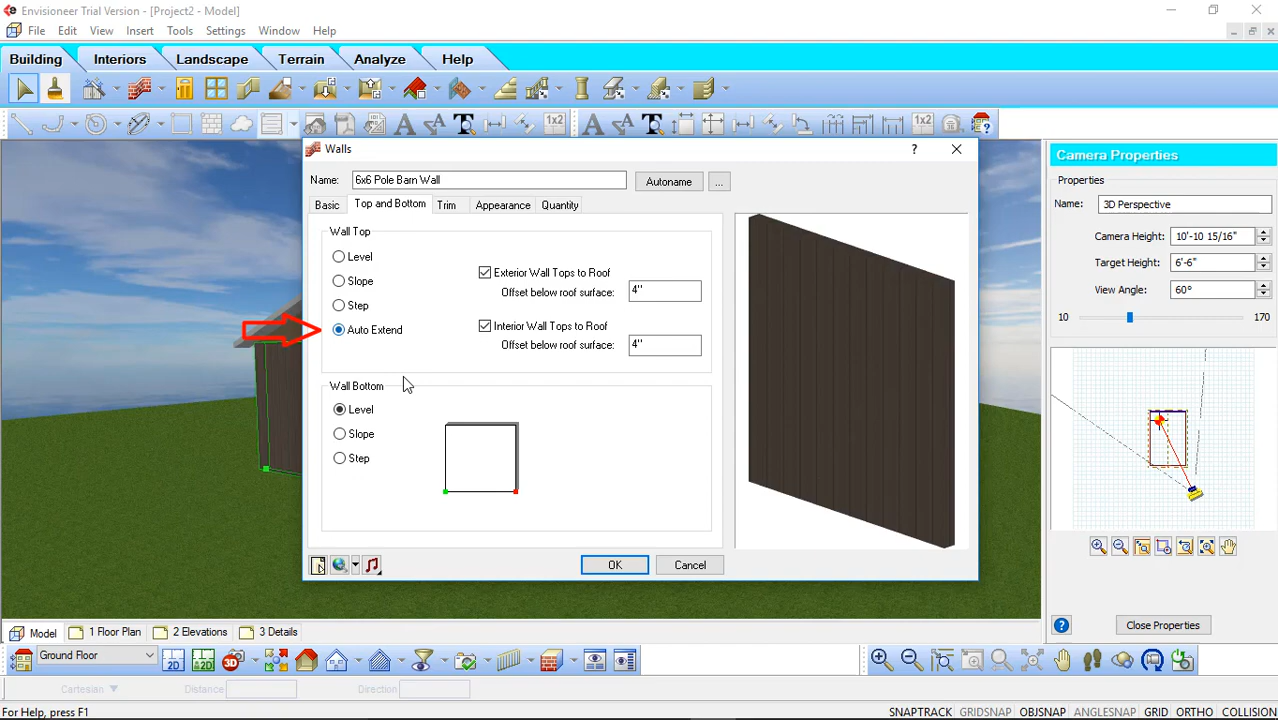 Envisioneer Trial Version - [Project2 - Model]
File Edit View Insert Tools Settings Window Help
Building Interiors Landscape Terrain Analyze Help
1x2 1x2
Walls
Name: 6x6 Pole Barn Wall Autoname ...
Basic Top and Bottom Trim Appearance Quantity
Wall Top
Level
Slope
Step
Auto Extend
Exterior Wall Tops to Roof
Offset below roof surface: 4"
Interior Wall Tops to Roof
Offset below roof surface: 4"
Wall Bottom
Level
Slope
Step
OK Cancel
Camera Properties
Properties
Name: 3D Perspective
Camera Height: 10'-10 15/16"
Target Height: 6'-6"
View Angle: 60°
10 170
Close Properties
Model 1 Floor Plan 2 Elevations 3 Details
Ground Floor 2D 2D 3D
Cartesian Distance: Direction:
For Help, press F1
SNAPTRACK GRIDSNAP OBJSNAP ANGLESNAP GRID ORTHO COLLISION